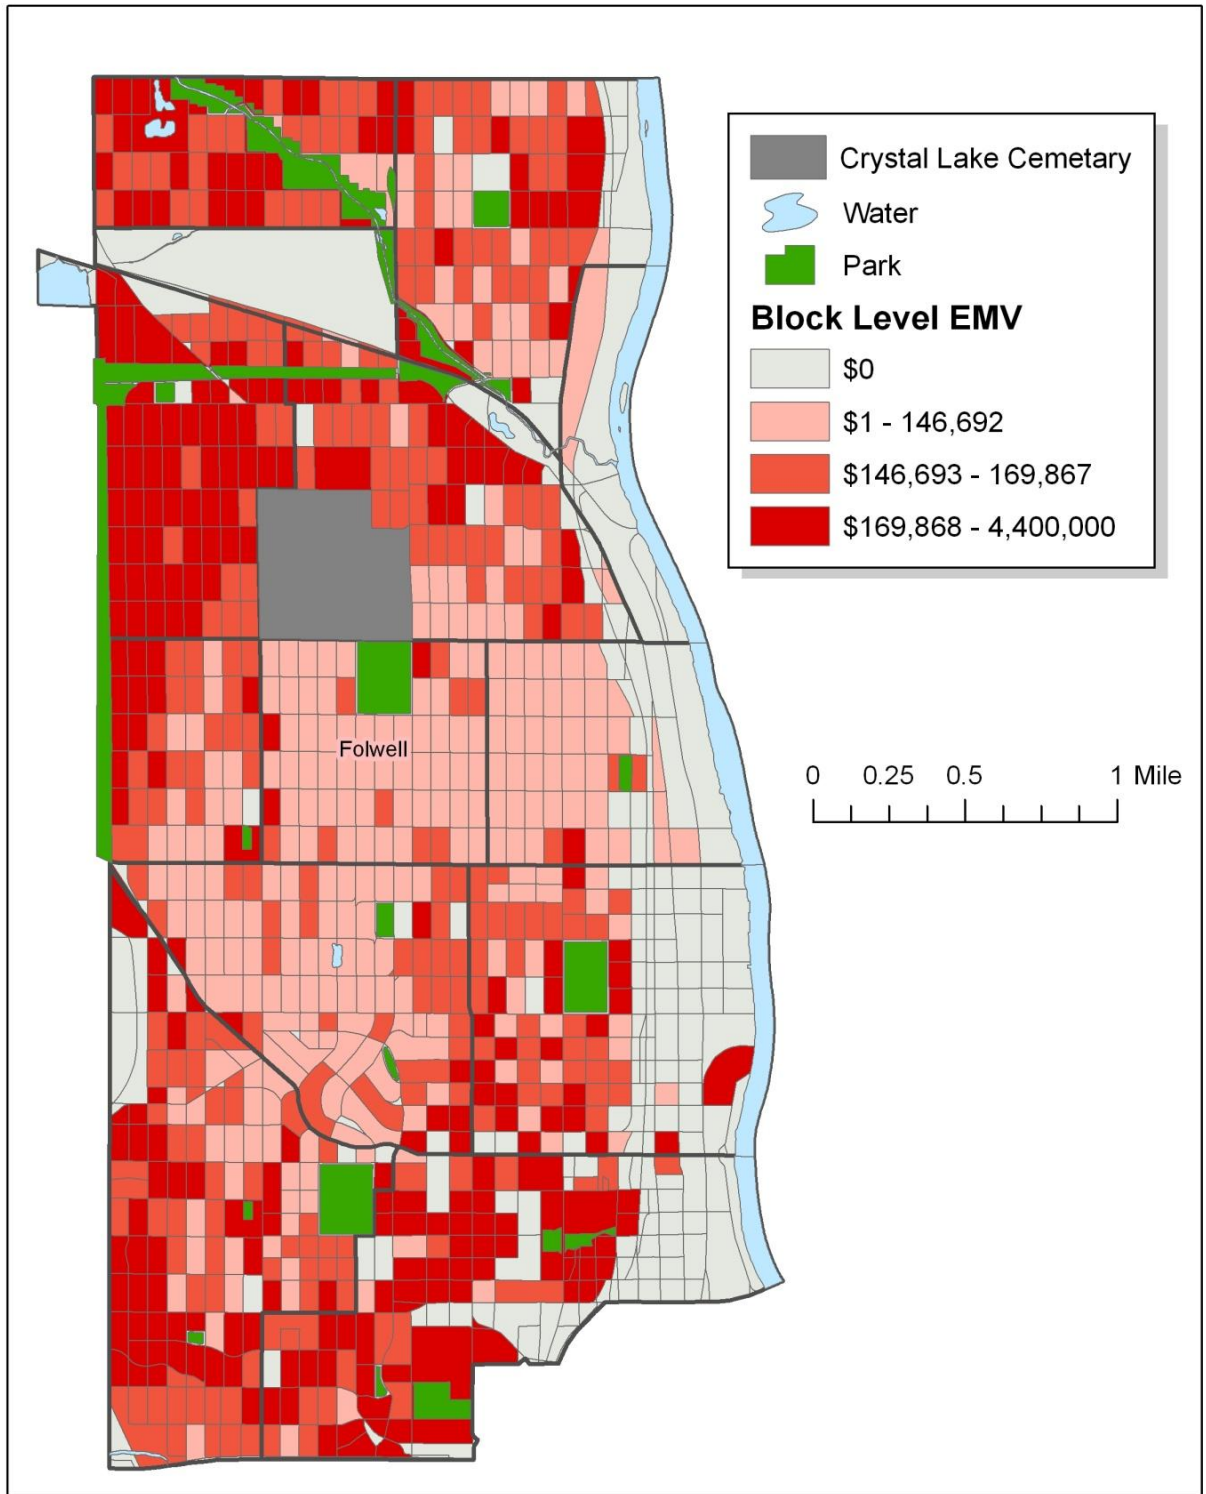 Crystal Lake Cemetary
Water
Park
Block Level EMV
$0
$1 - 146,692
$146,693 - 169,867
$169,868 - 4,400,000
Folwell
0 0.25 0.5 1 Mile